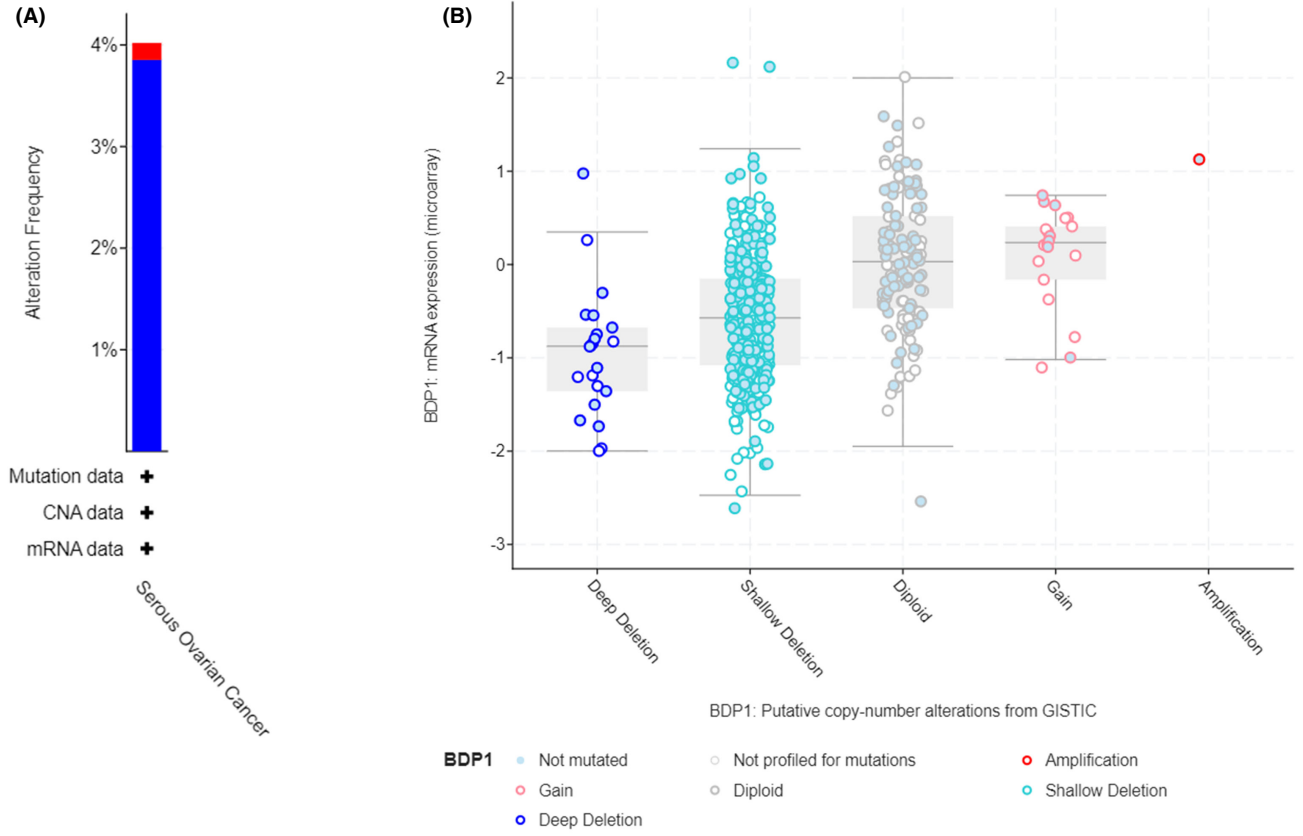 (A)
4%
3%
2%
1%
Alteration Frequency
Mutation data
CNA data
mRNA data
Serous Ovarian Cancer
(B)
2
1
0
-1
-2
-3
BDP1: mRNA expression (microarray)
Deep Deletion
Shallow Deletion
Diploid
Gain
Amplification
BDP1: Putative copy-number alterations from GISTIC
BDP1 Not mutated Not profiled for mutations Amplification
Gain Diploid Shallow Deletion
Deep Deletion